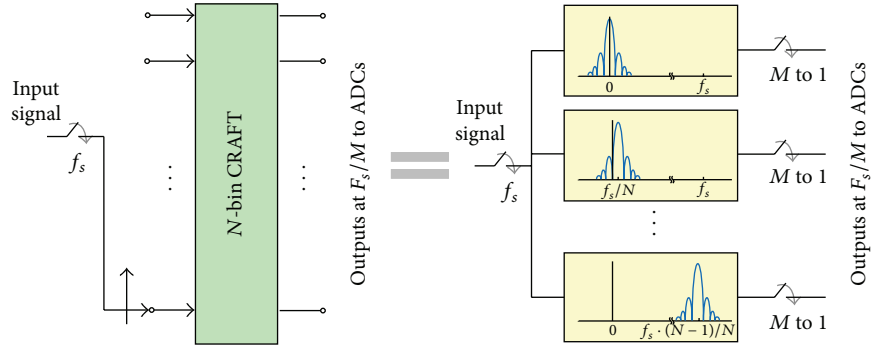 Input
signal
f_s
⋮
N-bin CRAFT
⋮
Outputs at F_s/M to ADCs
Input
signal
f_s
0
f_s
M to 1
f_s/N
f_s
M to 1
⋮
0
f_s · (N − 1)/N
M to 1
Outputs at F_s/M to ADCs